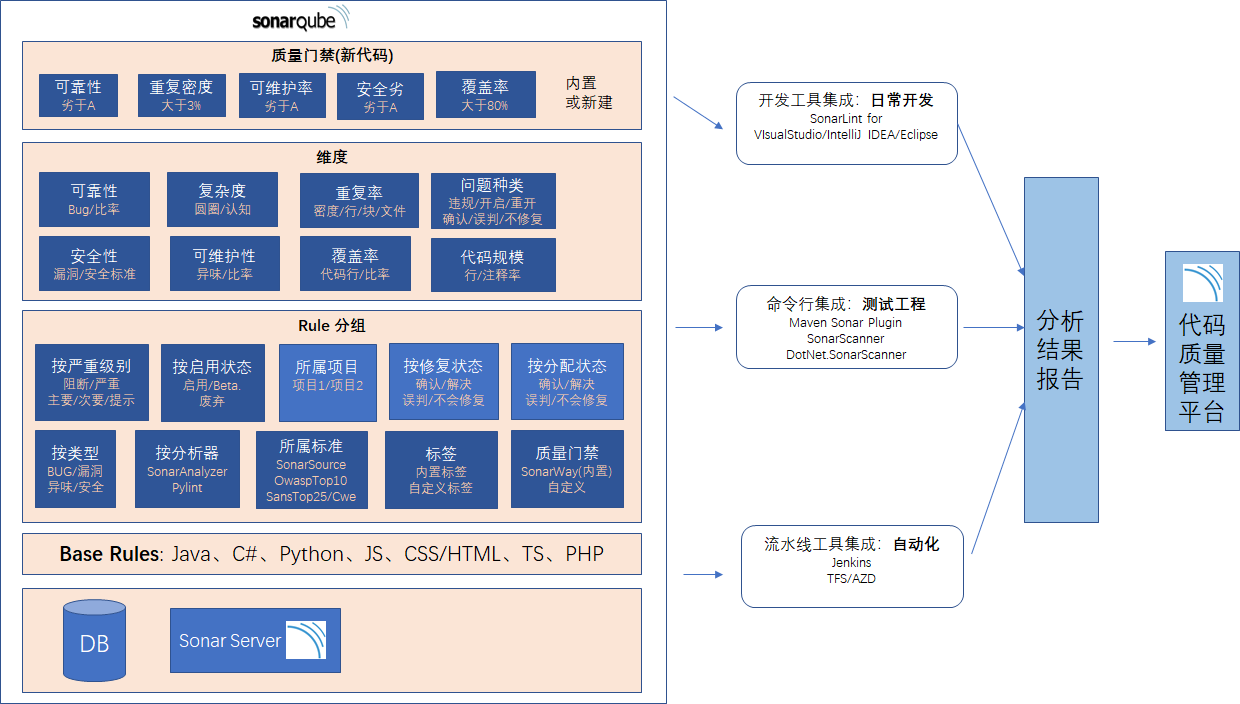 sonarqube
质量门禁(新代码)
可靠性
劣于A
重复密度
大于3%
可维护率
劣于A
安全劣
劣于A
覆盖率
大于80%
内置
或新建
维度
可靠性
Bug/比率
复杂度
圆圈/认知
重复率
密度/行/块/文件
问题种类
违规/开启/重开
确认/误判/不修复
安全性
漏洞/安全标准
可维护性
异味/比率
覆盖率
代码行/比率
代码规模
行/注释率
Rule 分组
按严重级别
阻断/严重
主要/次要/提示
按启用状态
启用/Beta.
废弃
所属项目
项目1/项目2
按修复状态
确认/解决
误判/不会修复
按分配状态
确认/解决
误判/不会修复
按类型
BUG/漏洞
异味/安全
按分析器
SonarAnalyzer
Pylint
所属标准
SonarSource
OwaspTop10
SansTop25/Cwe
标签
内置标签
自定义标签
质量门禁
SonarWay(内置)
自定义
Base Rules: Java、C#、Python、JS、CSS/HTML、TS、PHP
DB
Sonar Server
开发工具集成：日常开发
SonarLint for
VIsualStudio/IntelliJ IDEA/Eclipse
命令行集成：测试工程
Maven Sonar Plugin
SonarScanner
DotNet.SonarScanner
流水线工具集成：自动化
Jenkins
TFS/AZD
分析
结果
报告
代码
质量
管理
平台